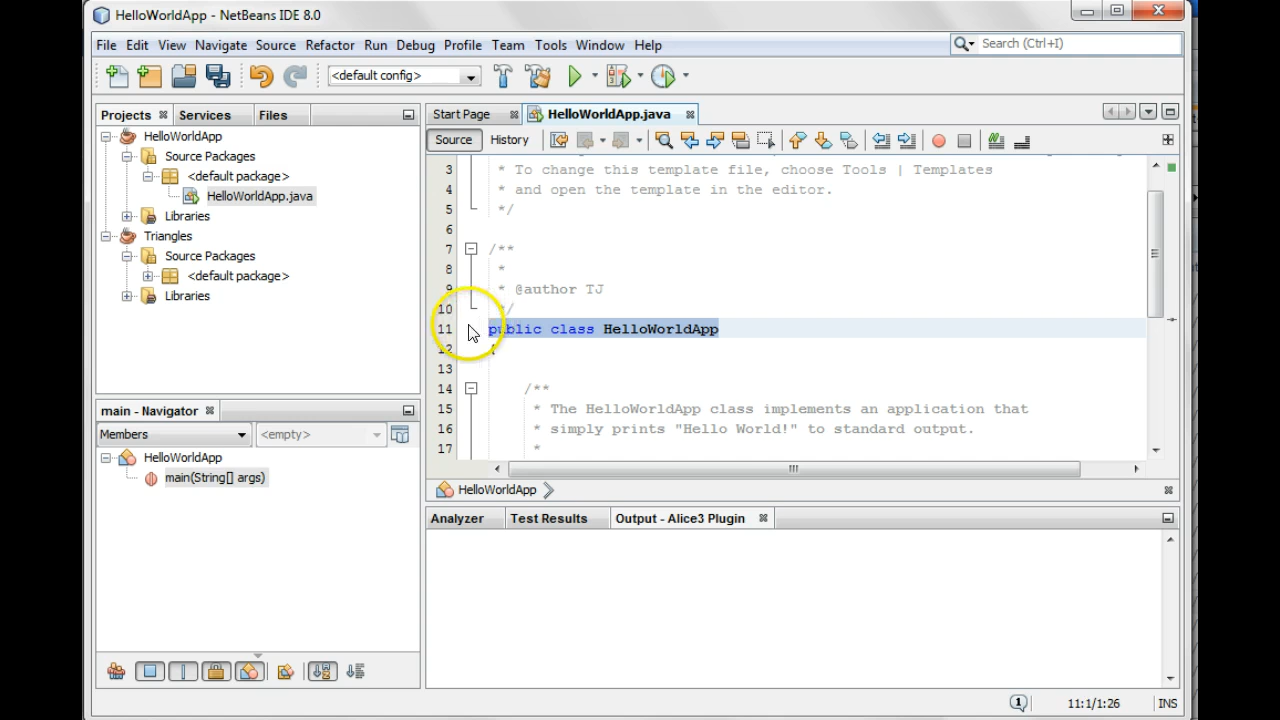 HelloWorldApp - NetBeans IDE 8.0
File Edit View Navigate Source Refactor Run Debug Profile Team Tools Window Help
Search (Ctrl+I)
<default config>
Projects Services Files
HelloWorldApp
Source Packages
<default package>
HelloWorldApp.java
Libraries
Triangles
Source Packages
<default package>
Libraries
main - Navigator
Members <empty>
HelloWorldApp
main(String[] args)
Start Page HelloWorldApp.java
Source History
3 * To change this template file, choose Tools | Templates
4 * and open the template in the editor.
5 */
6
7 /**
8 *
9 * @author TJ
10 */
11 public class HelloWorldApp
12 {
13
14 /**
15 * The HelloWorldApp class implements an application that
16 * simply prints "Hello World!" to standard output.
17 *
HelloWorldApp
Analyzer Test Results Output - Alice3 Plugin
11:1/1:26 INS